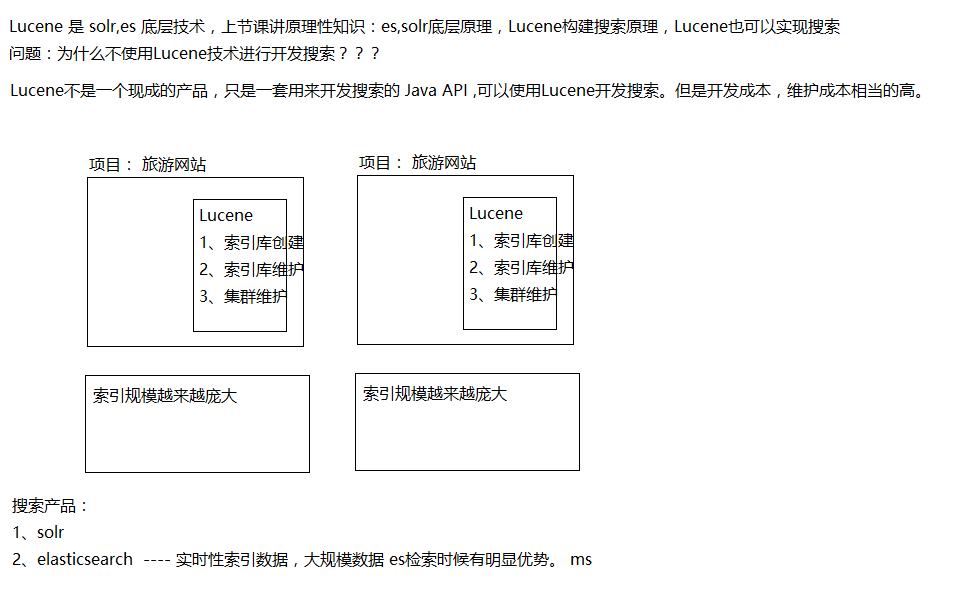 Lucene 是 solr,es 底层技术，上节课讲原理性知识：es,solr底层原理，Lucene构建搜索原理，Lucene也可以实现搜索
问题：为什么不使用Lucene技术进行开发搜索？？？
Lucene不是一个现成的产品，只是一套用来开发搜索的 Java API ,可以使用Lucene开发搜索。但是开发成本，维护成本相当的高。
项目： 旅游网站
Lucene
1、索引库创建
2、索引库维护
3、集群维护
索引规模越来越庞大
项目： 旅游网站
Lucene
1、索引库创建
2、索引库维护
3、集群维护
索引规模越来越庞大
搜索产品：
1、solr
2、elasticsearch ---- 实时性索引数据，大规模数据 es检索时候有明显优势。 ms